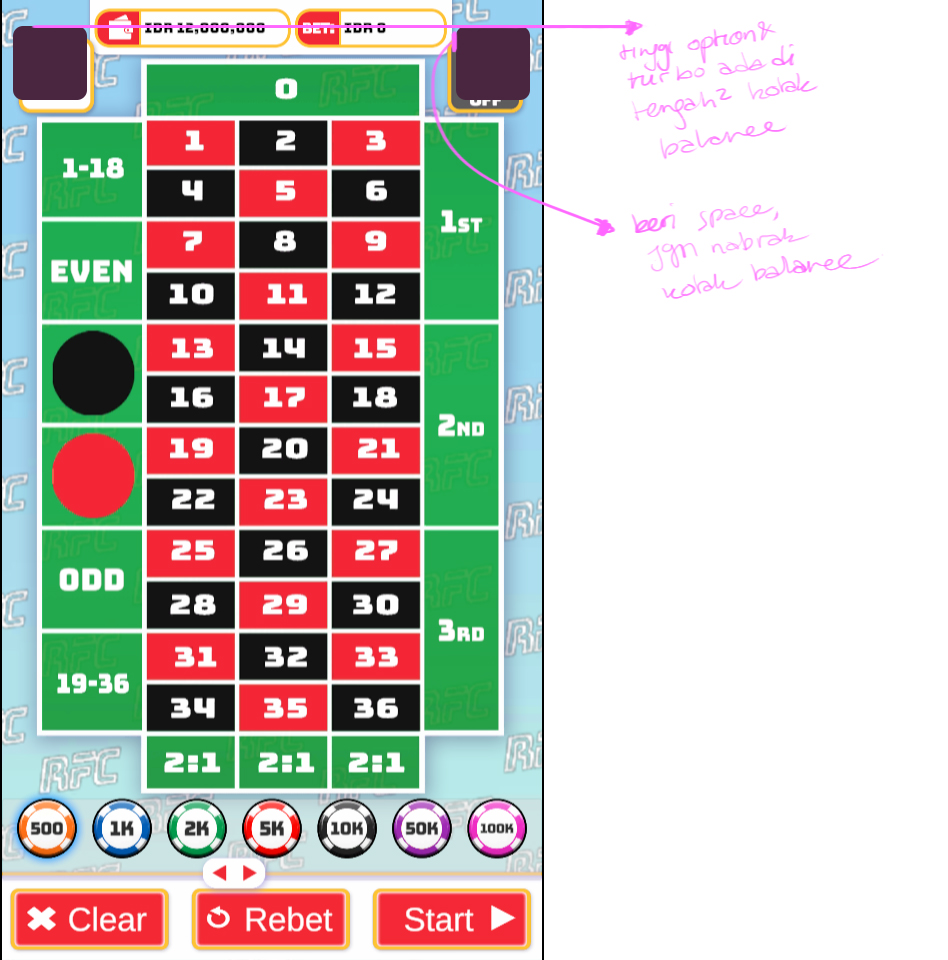 IDR 12,000,000
BET: IDR 0
OFF
0
1-18
1 2 3
4 5 6
1ST
EVEN
7 8 9
10 11 12
13 14 15
16 17 18
2ND
19 20 21
22 23 24
ODD
25 26 27
28 29 30
3RD
19-36
31 32 33
34 35 36
2:1 2:1 2:1
RFC
500 1K 2K 5K 10K 50K 100K
Clear Rebet Start
tinggi option &
turbo ada di
tengah2 kotak
balance
beri space,
jgn nabrak
kotak balance